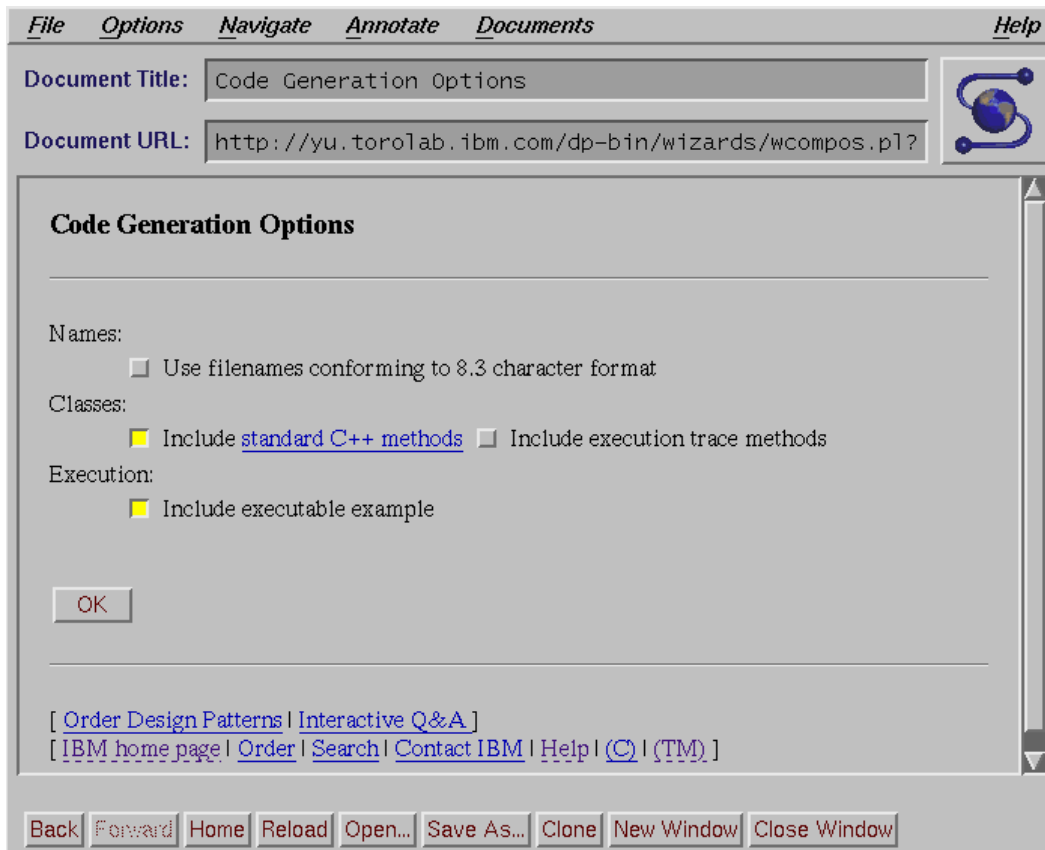 File Options Navigate Annotate Documents Help
Document Title: Code Generation Options
Document URL: http://yu.torolab.ibm.com/dp-bin/wizards/wcompos.pl?
Code Generation Options
Names:
Use filenames conforming to 8.3 character format
Classes:
Include standard C++ methods Include execution trace methods
Execution:
Include executable example
OK
[ Order Design Patterns | Interactive Q&A ]
[ IBM home page | Order | Search | Contact IBM | Help | (C) | (TM) ]
Back Forward Home Reload Open... Save As... Clone New Window Close Window